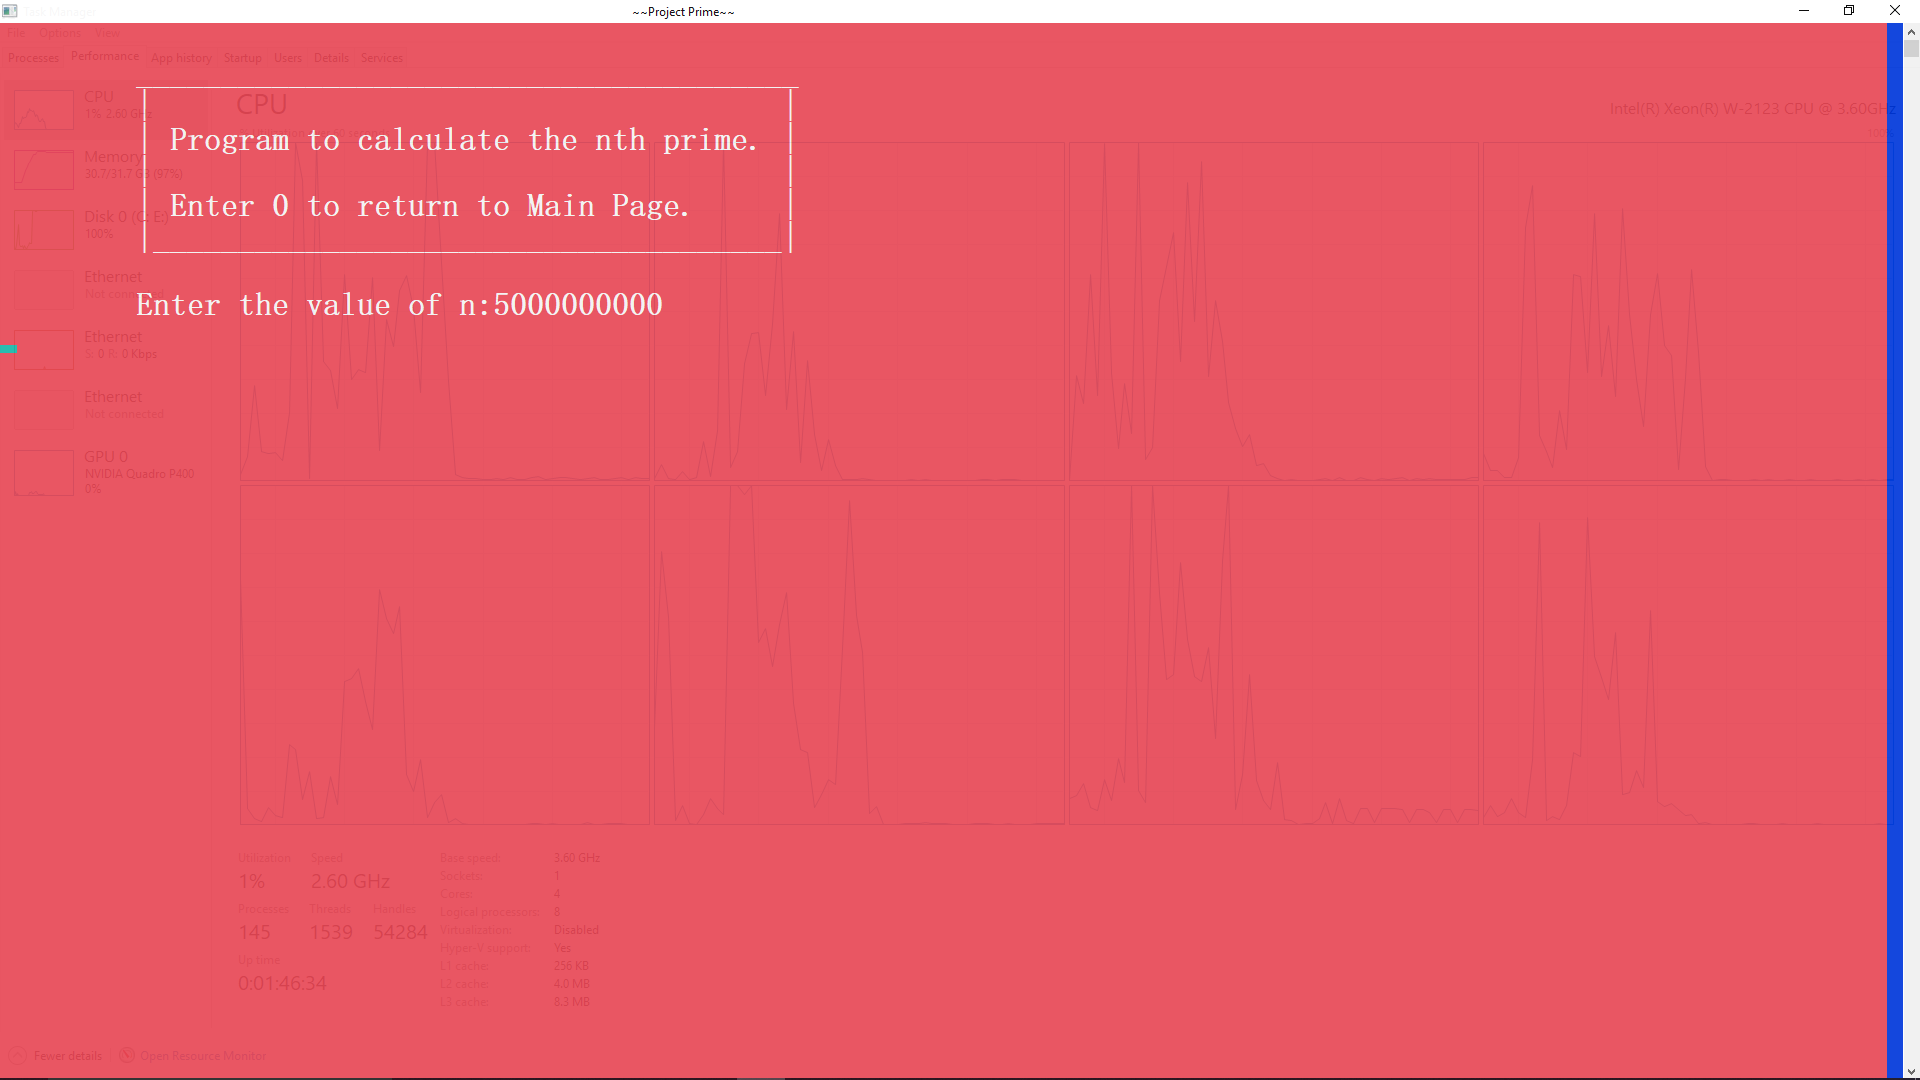 Task Manager
~~Project Prime~~
File Options View
Processes Performance App history Startup Users Details Services
CPU
1% 2.60 GHz
Memory
30.7/31.7 GB (97%)
Disk 0 (C: E:)
100%
Ethernet
Not connected
Ethernet
S: 0 R: 0 Kbps
Ethernet
Not connected
GPU 0
NVIDIA Quadro P400
0%
CPU
Intel(R) Xeon(R) W-2123 CPU @ 3.60GHz
100%
Program to calculate the nth prime.
Enter 0 to return to Main Page.
Enter the value of n:5000000000
Utilization Speed
1% 2.60 GHz
Processes Threads Handles
145 1539 54284
Up time
0:01:46:34
Base speed: 3.60 GHz
Sockets: 1
Cores: 4
Logical processors: 8
Virtualization: Disabled
Hyper-V support: Yes
L1 cache: 256 KB
L2 cache: 4.0 MB
L3 cache: 8.3 MB
Fewer details Open Resource Monitor